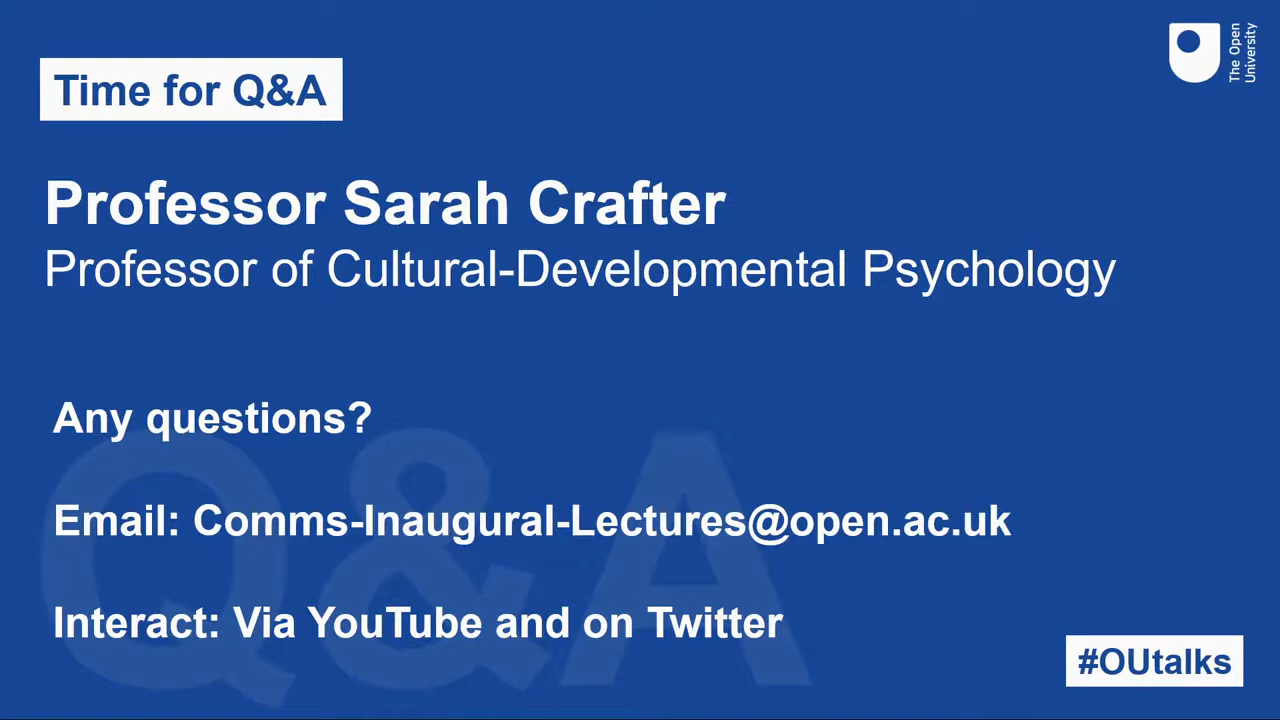 The Open
University
Time for Q&A
Professor Sarah Crafter
Professor of Cultural-Developmental Psychology
Any questions?
Email: Comms-Inaugural-Lectures@open.ac.uk
Interact: Via YouTube and on Twitter
Q&A
#OUtalks